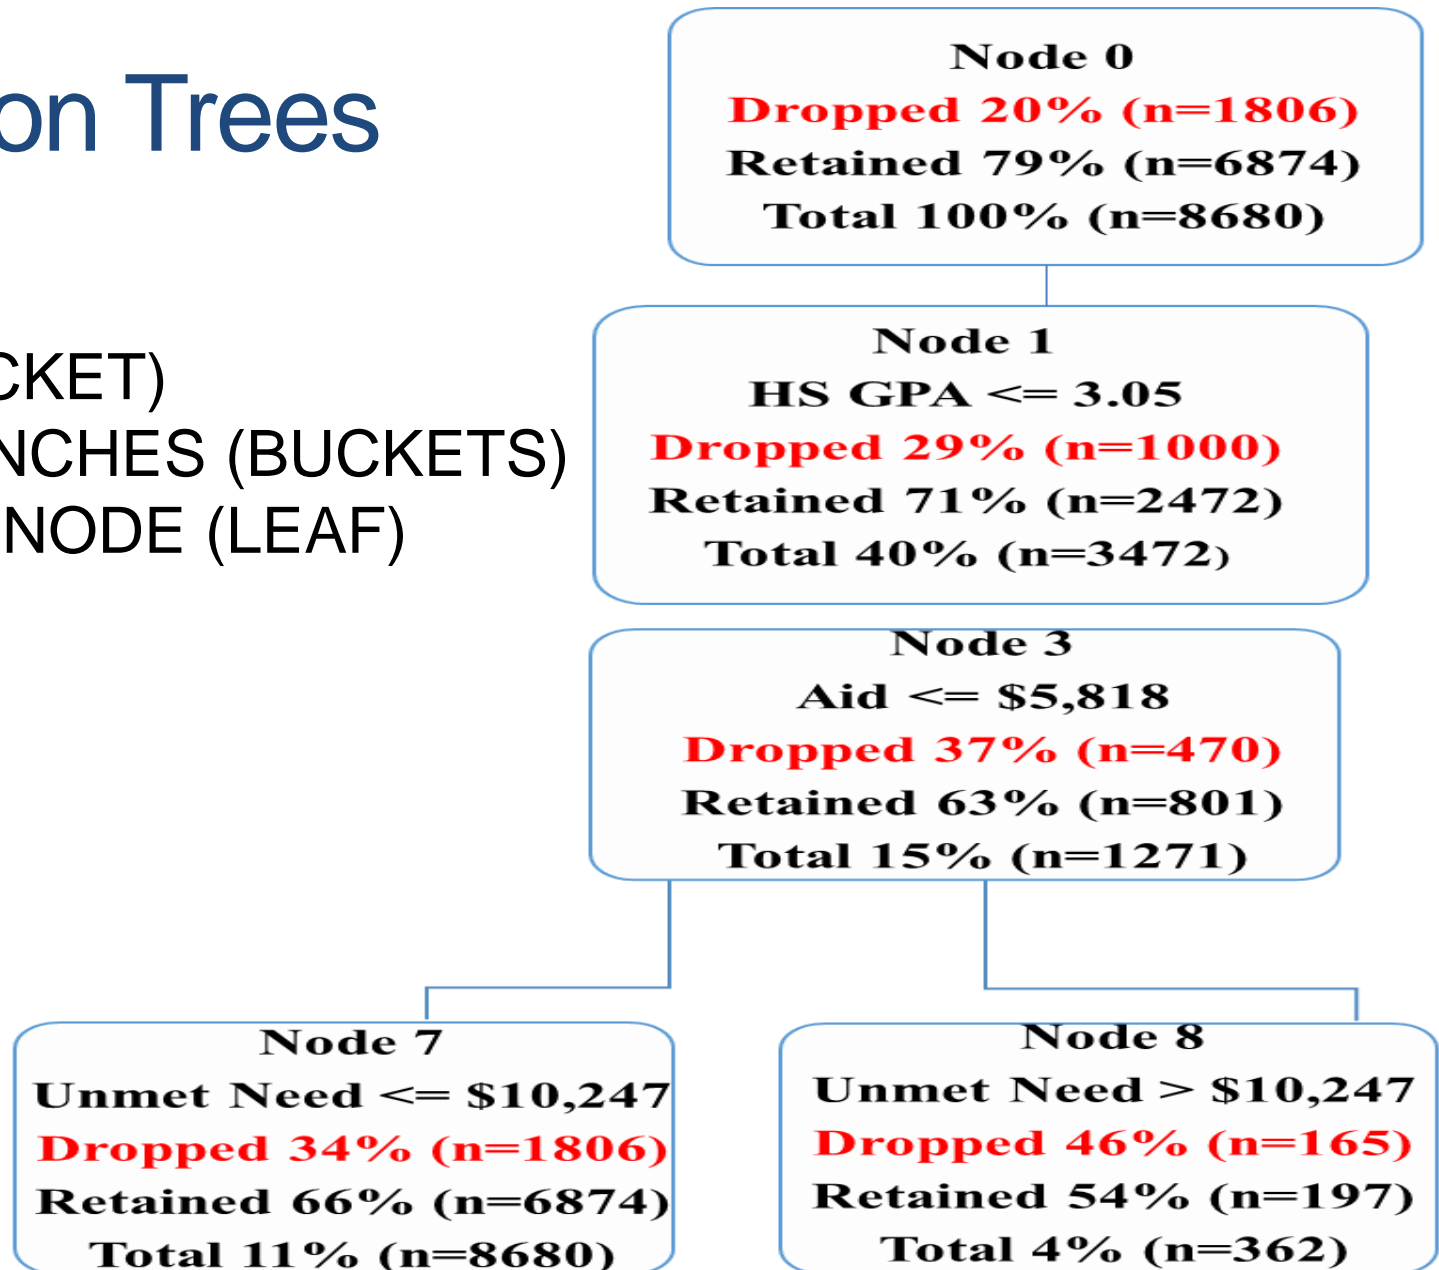 on Trees
CKET)
NCHES (BUCKETS)
NODE (LEAF)
Node 0
Dropped 20% (n=1806)
Retained 79% (n=6874)
Total 100% (n=8680)
Node 1
HS GPA <= 3.05
Dropped 29% (n=1000)
Retained 71% (n=2472)
Total 40% (n=3472)
Node 3
Aid <= $5,818
Dropped 37% (n=470)
Retained 63% (n=801)
Total 15% (n=1271)
Node 7
Unmet Need <= $10,247
Dropped 34% (n=1806)
Retained 66% (n=6874)
Total 11% (n=8680)
Node 8
Unmet Need > $10,247
Dropped 46% (n=165)
Retained 54% (n=197)
Total 4% (n=362)